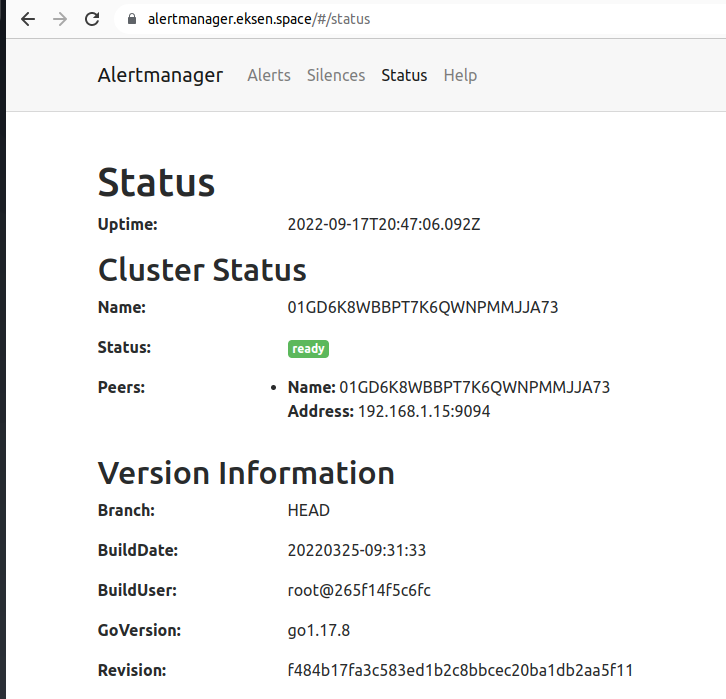 alertmanager.eksen.space/#/status
Alertmanager Alerts Silences Status Help
Status
Uptime: 2022-09-17T20:47:06.092Z
Cluster Status
Name: 01GD6K8WBBPT7K6QWNPMMJJA73
Status: ready
Peers: • Name: 01GD6K8WBBPT7K6QWNPMMJJA73
Address: 192.168.1.15:9094
Version Information
Branch: HEAD
BuildDate: 20220325-09:31:33
BuildUser: root@265f14f5c6fc
GoVersion: go1.17.8
Revision: f484b17fa3c583ed1b2c8bbcec20ba1db2aa5f11